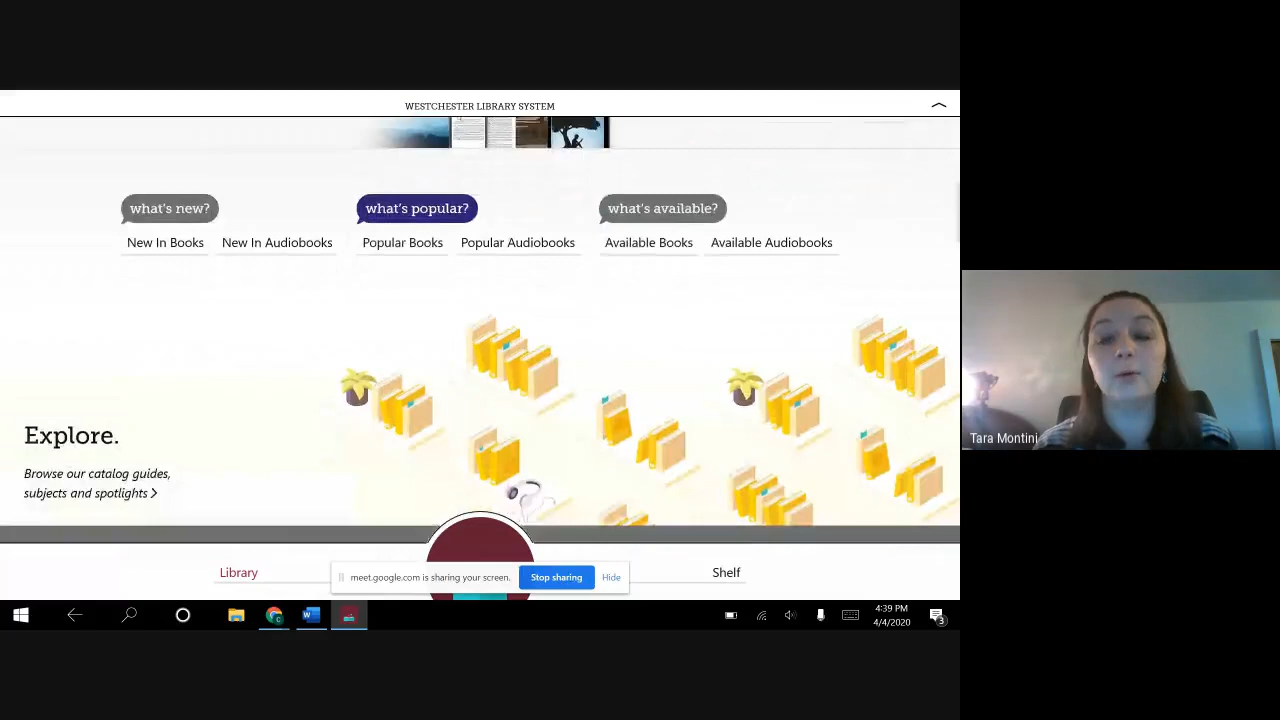 WESTCHESTER LIBRARY SYSTEM
what's new?
what's popular?
what's available?
New In Books
New In Audiobooks
Popular Books
Popular Audiobooks
Available Books
Available Audiobooks
Explore.
Browse our catalog guides,
subjects and spotlights
Tara Montini
Library
meet.google.com is sharing your screen.
Stop sharing
Hide
Shelf
4:39 PM
4/4/2020
3